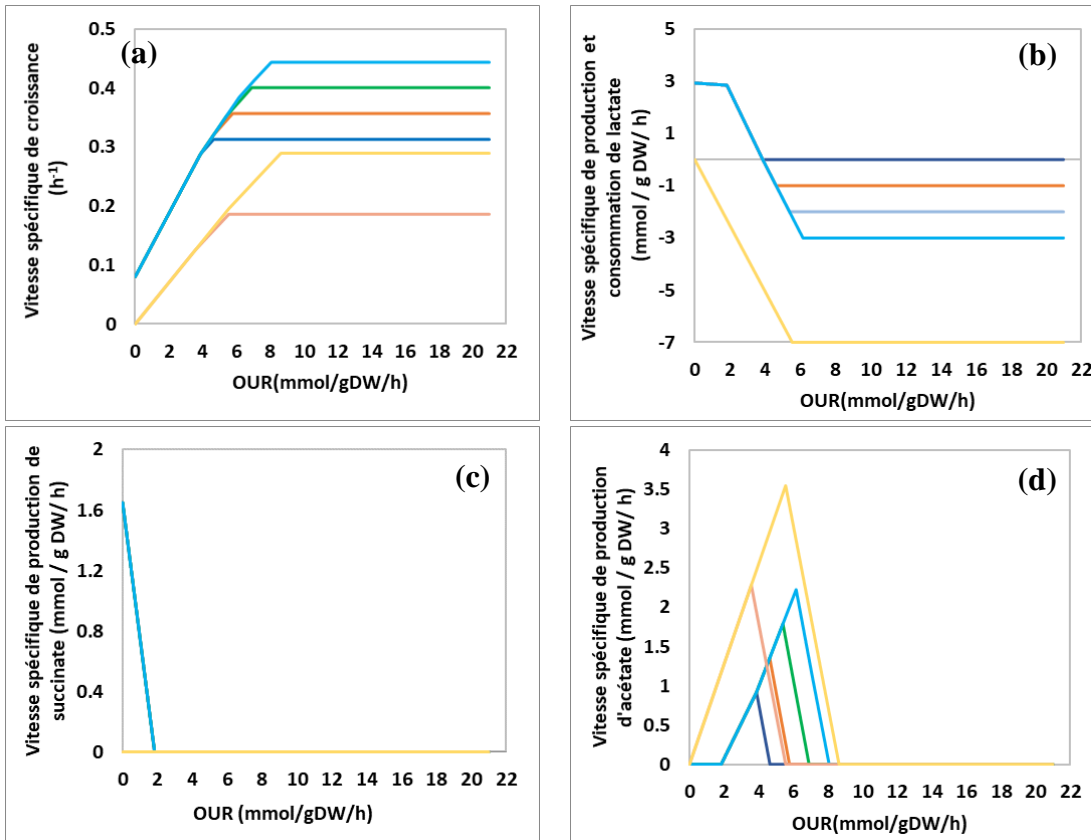 (a)
Vitesse spécifique de croissance
(h⁻¹)
0.5
0.4
0.3
0.2
0.1
0
0 2 4 6 8 10 12 14 16 18 20 22
OUR(mmol/gDW/h)
(b)
Vitesse spécifique de production et
consommation de lactate
(mmol / g DW/ h)
5
3
1
-1
-3
-5
-7
0 2 4 6 8 10 12 14 16 18 20 22
OUR(mmol/gDW/h)
(c)
Vitesse spécifique de production de
succinate (mmol / g DW/ h)
2
1.6
1.2
0.8
0.4
0
0 2 4 6 8 10 12 14 16 18 20 22
OUR (mmol/gDW/h)
(d)
Vitesse spécifique de production
d'acétate (mmol / g DW/ h)
4
3.5
3
2.5
2
1.5
1
0.5
0
0 2 4 6 8 10 12 14 16 18 20 22
OUR(mmol/gDW/h)